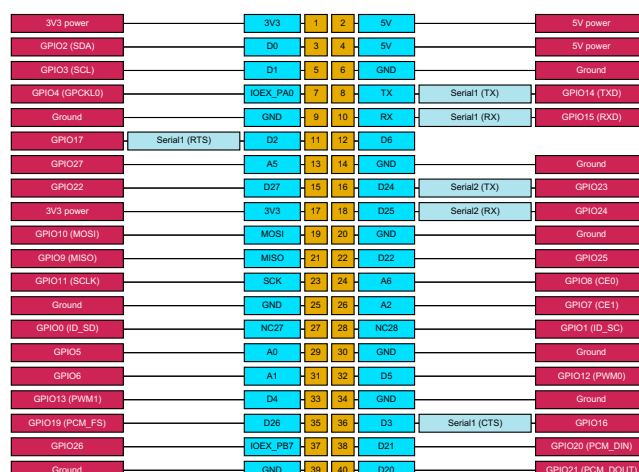 3V3 power 3V3 1 2 5V 5V power
GPIO2 (SDA) D0 3 4 5V 5V power
GPIO3 (SCL) D1 5 6 GND Ground
GPIO4 (GPCKL0) IOEX_PA0 7 8 TX Serial1 (TX) GPIO14 (TXD)
Ground GND 9 10 RX Serial1 (RX) GPIO15 (RXD)
GPIO17 Serial1 (RTS) D2 11 12 D6
GPIO27 A5 13 14 GND Ground
GPIO22 D27 15 16 D24 Serial2 (TX) GPIO23
3V3 power 3V3 17 18 D25 Serial2 (RX) GPIO24
GPIO10 (MOSI) MOSI 19 20 GND Ground
GPIO9 (MISO) MISO 21 22 D22 GPIO25
GPIO11 (SCLK) SCK 23 24 A6 GPIO8 (CE0)
Ground GND 25 26 A2 GPIO7 (CE1)
GPIO0 (ID_SD) NC27 27 28 NC28 GPIO1 (ID_SC)
GPIO5 A0 29 30 GND Ground
GPIO6 A1 31 32 D5 GPIO12 (PWM0)
GPIO13 (PWM1) D4 33 34 GND Ground
GPIO19 (PCM_FS) D26 35 36 D3 Serial1 (CTS) GPIO16
GPIO26 IOEX_PB7 37 38 D21 GPIO20 (PCM_DIN)
Ground GND 39 40 D20 GPIO21 (PCM_DOUT)